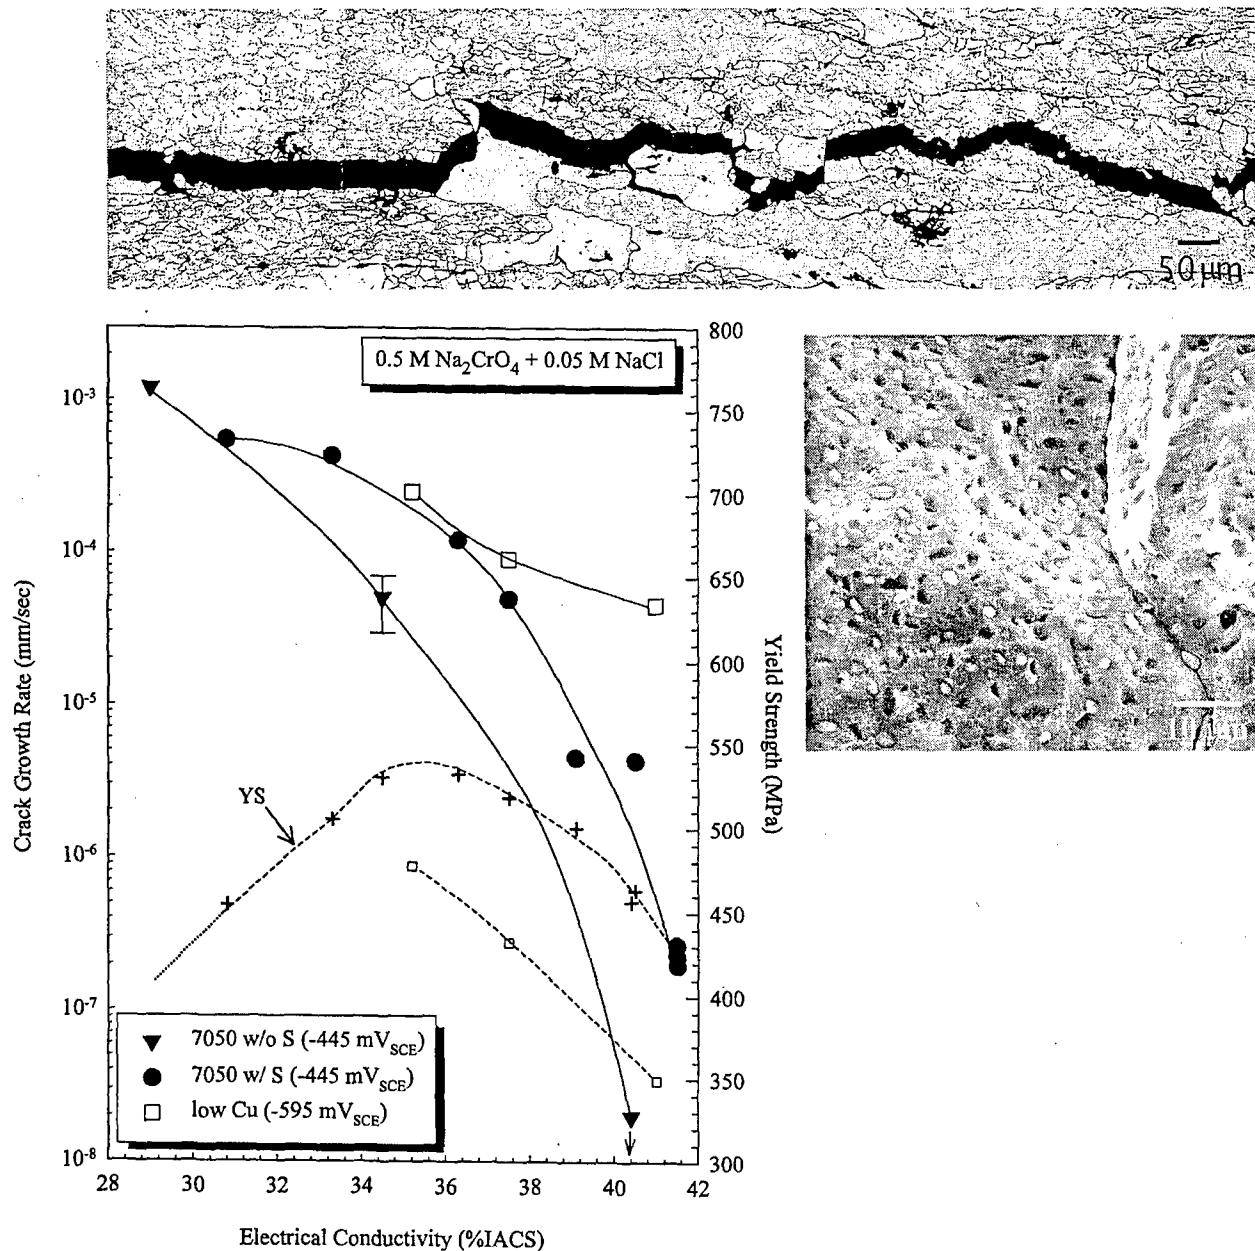 50 μm
0.5 M Na₂CrO₄ + 0.05 M NaCl
10⁻³
10⁻⁴
10⁻⁵
10⁻⁶
10⁻⁷
10⁻⁸
Crack Growth Rate (mm/sec)
800
750
700
650
600
550
500
450
400
350
300
Yield Strength (MPa)
YS
7050 w/o S (-445 mV_SCE)
7050 w/ S (-445 mV_SCE)
low Cu (-595 mV_SCE)
28 30 32 34 36 38 40 42
Electrical Conductivity (%IACS)